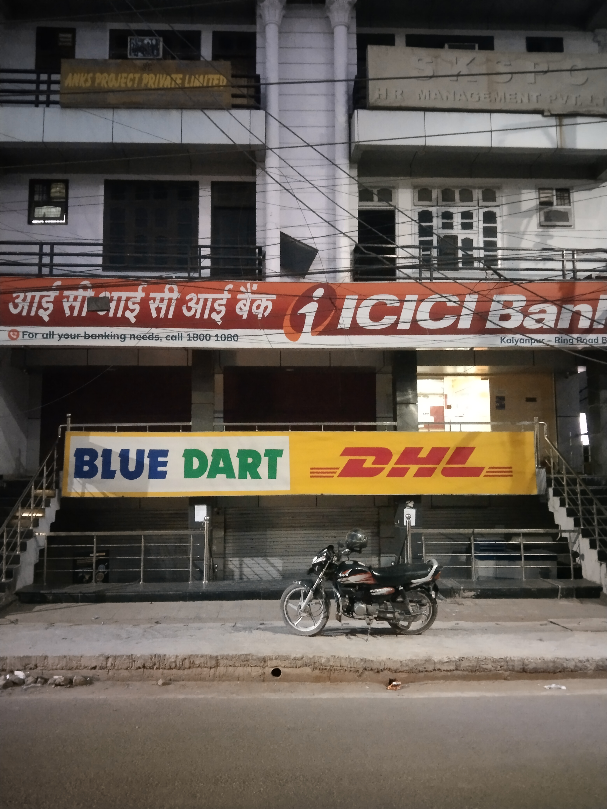 ANKS PROJECT PRIVATE LIMITED
S K S P C
H R MANAGEMENT PVT. L
आई सी आई सी आई बैंक
ICICI Bank
For all your banking needs, call 1800 1080
Kalyanpur - Ring Road B
BLUE DART
DHL